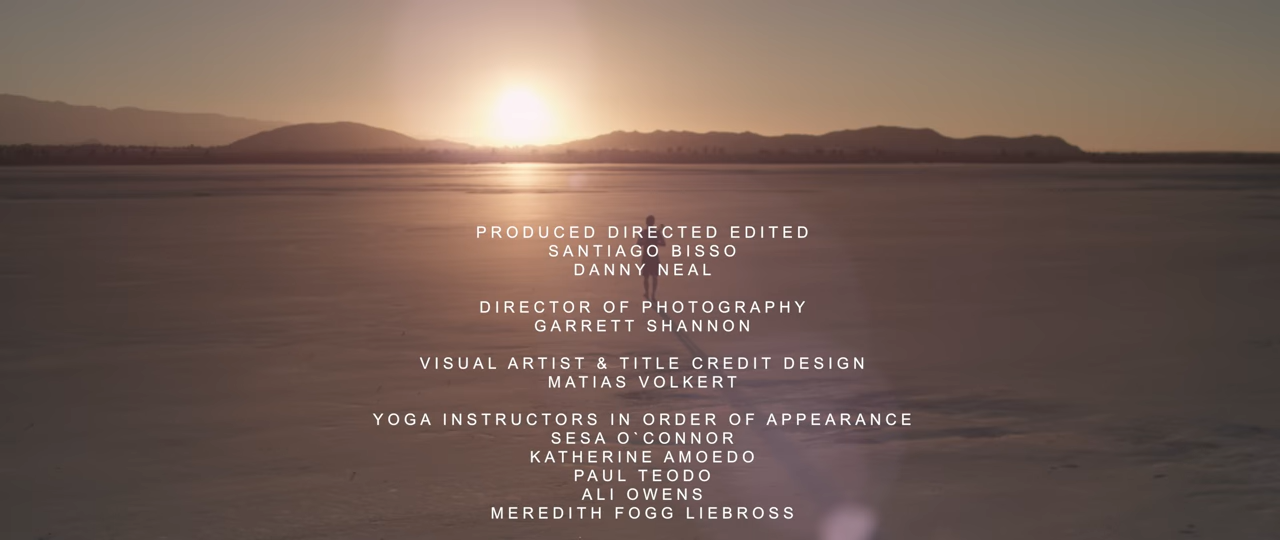 PRODUCED DIRECTED EDITED
SANTIAGO BISSO
DANNY NEAL
DIRECTOR OF PHOTOGRAPHY
GARRETT SHANNON
VISUAL ARTIST & TITLE CREDIT DESIGN
MATIAS VOLKERT
YOGA INSTRUCTORS IN ORDER OF APPEARANCE
SESA O`CONNOR
KATHERINE AMOEDO
PAUL TEODO
ALI OWENS
MEREDITH FOGG LIEBROSS